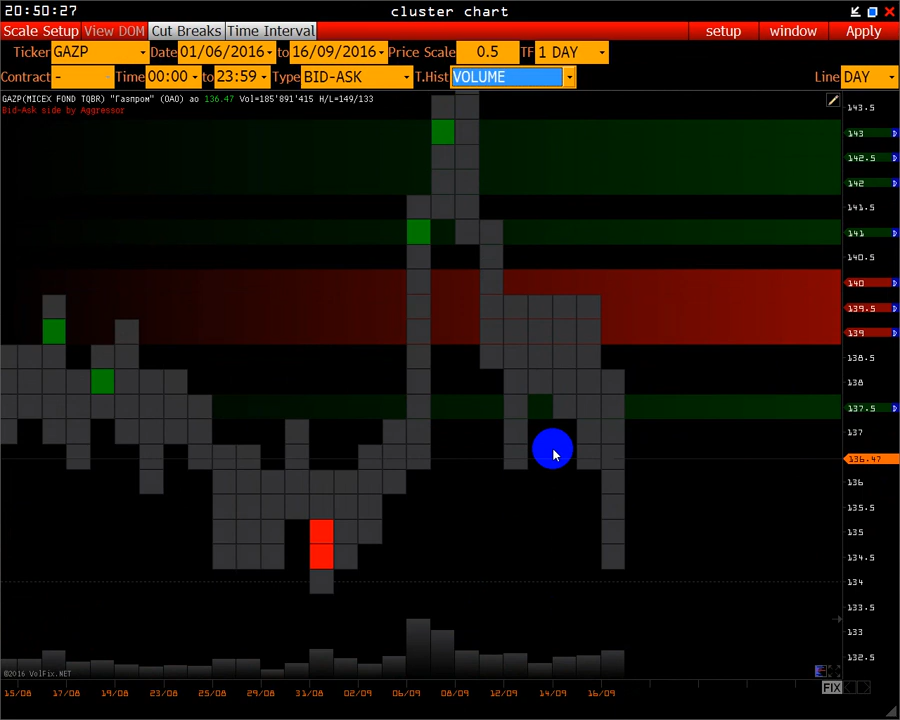 20:50:27 cluster chart
Scale Setup View DOM Cut Breaks Time Interval setup window Apply
Ticker GAZP Date 01/06/2016 to 16/09/2016 Price Scale 0.5 TF 1 DAY
Contract - Time 00:00 to 23:59 Type BID-ASK T.Hist VOLUME Line DAY
GAZP(MICEX FOND TQBR) "Газпром" (ОАО) ао 136.47 Vol=185'891'415 H/L=149/133
Bid-Ask side by Aggressor
143.5
143 D
142.5 D
142 D
141.5
141 D
140.5
140 D
139.5 D
139 D
138.5
138
137.5 D
137
136.47
136
135.5
135
134.5
134
133.5
133
132.5
©2016 VolFix.NET
FIX
15/08 17/08 19/08 23/08 25/08 29/08 31/08 02/09 06/09 08/09 12/09 14/09 16/09